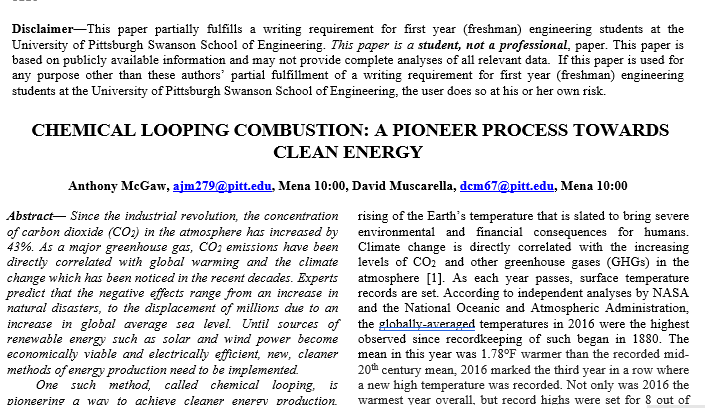 Disclaimer—This paper partially fulfills a writing requirement for first year (freshman) engineering students at the
University of Pittsburgh Swanson School of Engineering. This paper is a student, not a professional, paper. This paper is
based on publicly available information and may not provide complete analyses of all relevant data. If this paper is used for
any purpose other than these authors' partial fulfillment of a writing requirement for first year (freshman) engineering
students at the University of Pittsburgh Swanson School of Engineering, the user does so at his or her own risk.
CHEMICAL LOOPING COMBUSTION: A PIONEER PROCESS TOWARDS
CLEAN ENERGY
Anthony McGaw, ajm279@pitt.edu, Mena 10:00, David Muscarella, dcm67@pitt.edu, Mena 10:00
Abstract— Since the industrial revolution, the concentration
of carbon dioxide (CO2) in the atmosphere has increased by
43%. As a major greenhouse gas, CO2 emissions have been
directly correlated with global warming and the climate
change which has been noticed in the recent decades. Experts
predict that the negative effects range from an increase in
natural disasters, to the displacement of millions due to an
increase in global average sea level. Until sources of
renewable energy such as solar and wind power become
economically viable and electrically efficient, new, cleaner
methods of energy production need to be implemented.
One such method, called chemical looping, is
pioneering a way to achieve cleaner energy production.
rising of the Earth's temperature that is slated to bring severe
environmental and financial consequences for humans.
Climate change is directly correlated with the increasing
levels of CO2 and other greenhouse gases (GHGs) in the
atmosphere [1]. As each year passes, surface temperature
records are set. According to independent analyses by NASA
and the National Oceanic and Atmospheric Administration,
the globally-averaged temperatures in 2016 were the highest
observed since recordkeeping of such began in 1880. The
mean in this year was 1.78°F warmer than the recorded mid-
20th century mean, 2016 marked the third year in a row where
a new high temperature was recorded. Not only was 2016 the
warmest year overall, but record highs were set for 8 out of